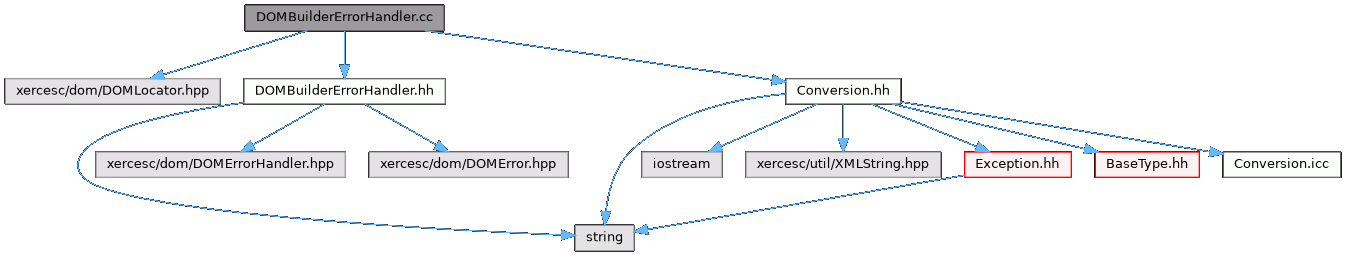 DOMBuilderErrorHandler.cc
xercesc/dom/DOMLocator.hpp
DOMBuilderErrorHandler.hh
Conversion.hh
xercesc/dom/DOMErrorHandler.hpp
xercesc/dom/DOMError.hpp
iostream
xercesc/util/XMLString.hpp
Exception.hh
BaseType.hh
Conversion.icc
string